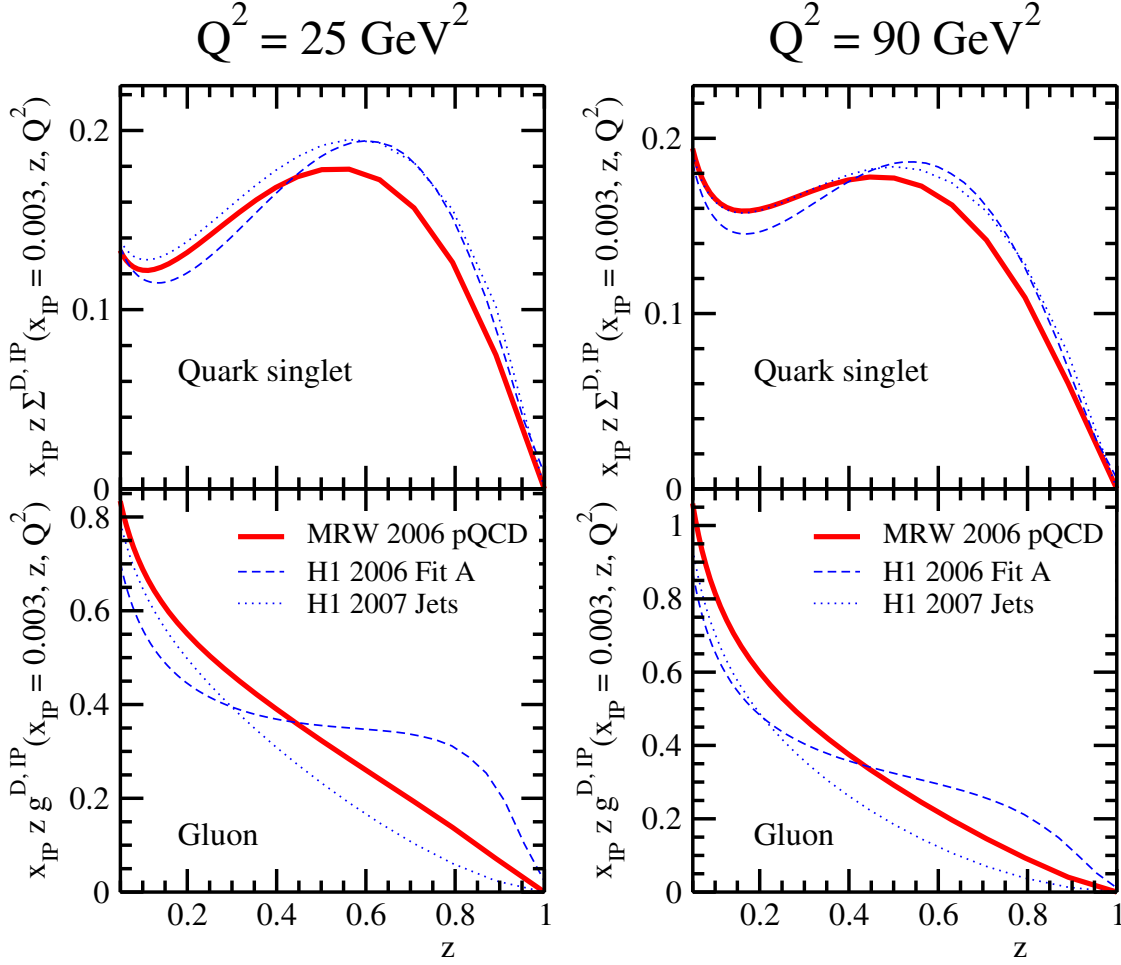 Q² = 25 GeV²
Q² = 90 GeV²
x_IP z Σ^D, IP (x_IP = 0.003, z, Q²)
0.2
0.1
0
Quark singlet
x_IP z Σ^D, IP (x_IP = 0.003, z, Q²)
0.2
0.1
0
Quark singlet
x_IP z g^D, IP (x_IP = 0.003, z, Q²)
0.8
0.6
0.4
0.2
0
MRW 2006 pQCD
H1 2006 Fit A
H1 2007 Jets
Gluon
0.2 0.4 0.6 0.8 1
z
x_IP z g^D, IP (x_IP = 0.003, z, Q²)
1
0.8
0.6
0.4
0.2
0
MRW 2006 pQCD
H1 2006 Fit A
H1 2007 Jets
Gluon
0.2 0.4 0.6 0.8 1
z